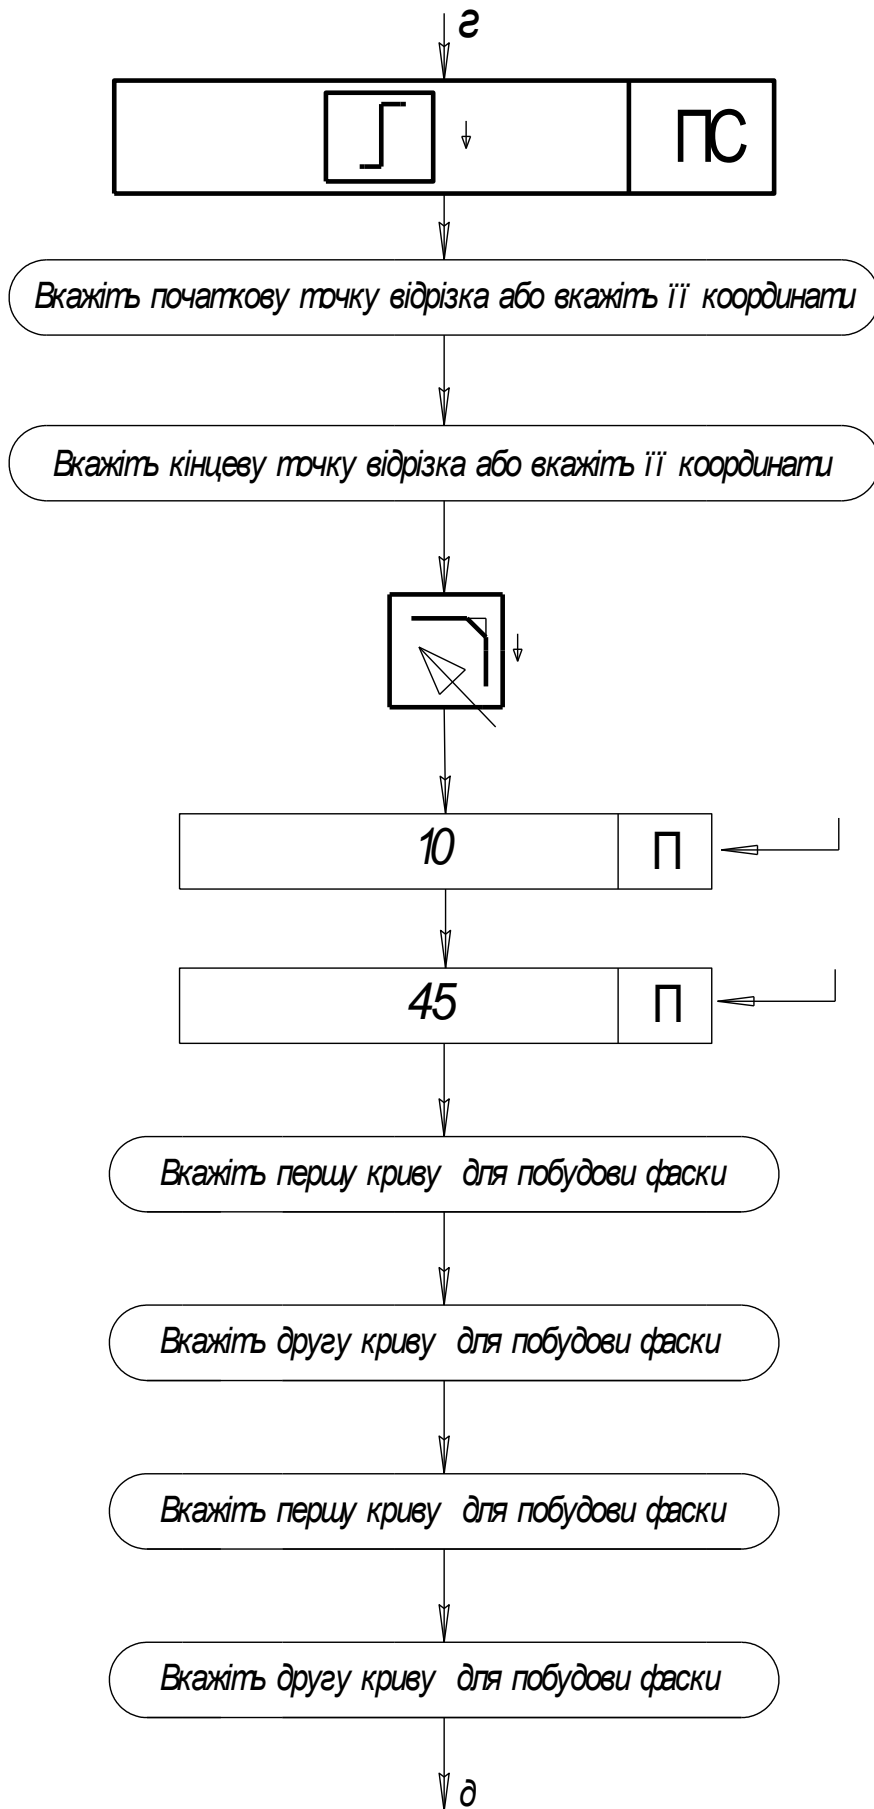 г
ПС
Вкажіть початкову точку відрізка або вкажіть її координати
Вкажіть кінцеву точку відрізка або вкажіть її координати
10 П
45 П
Вкажіть першу криву для побудови фаски
Вкажіть другу криву для побудови фаски
Вкажіть першу криву для побудови фаски
Вкажіть другу криву для побудови фаски
д